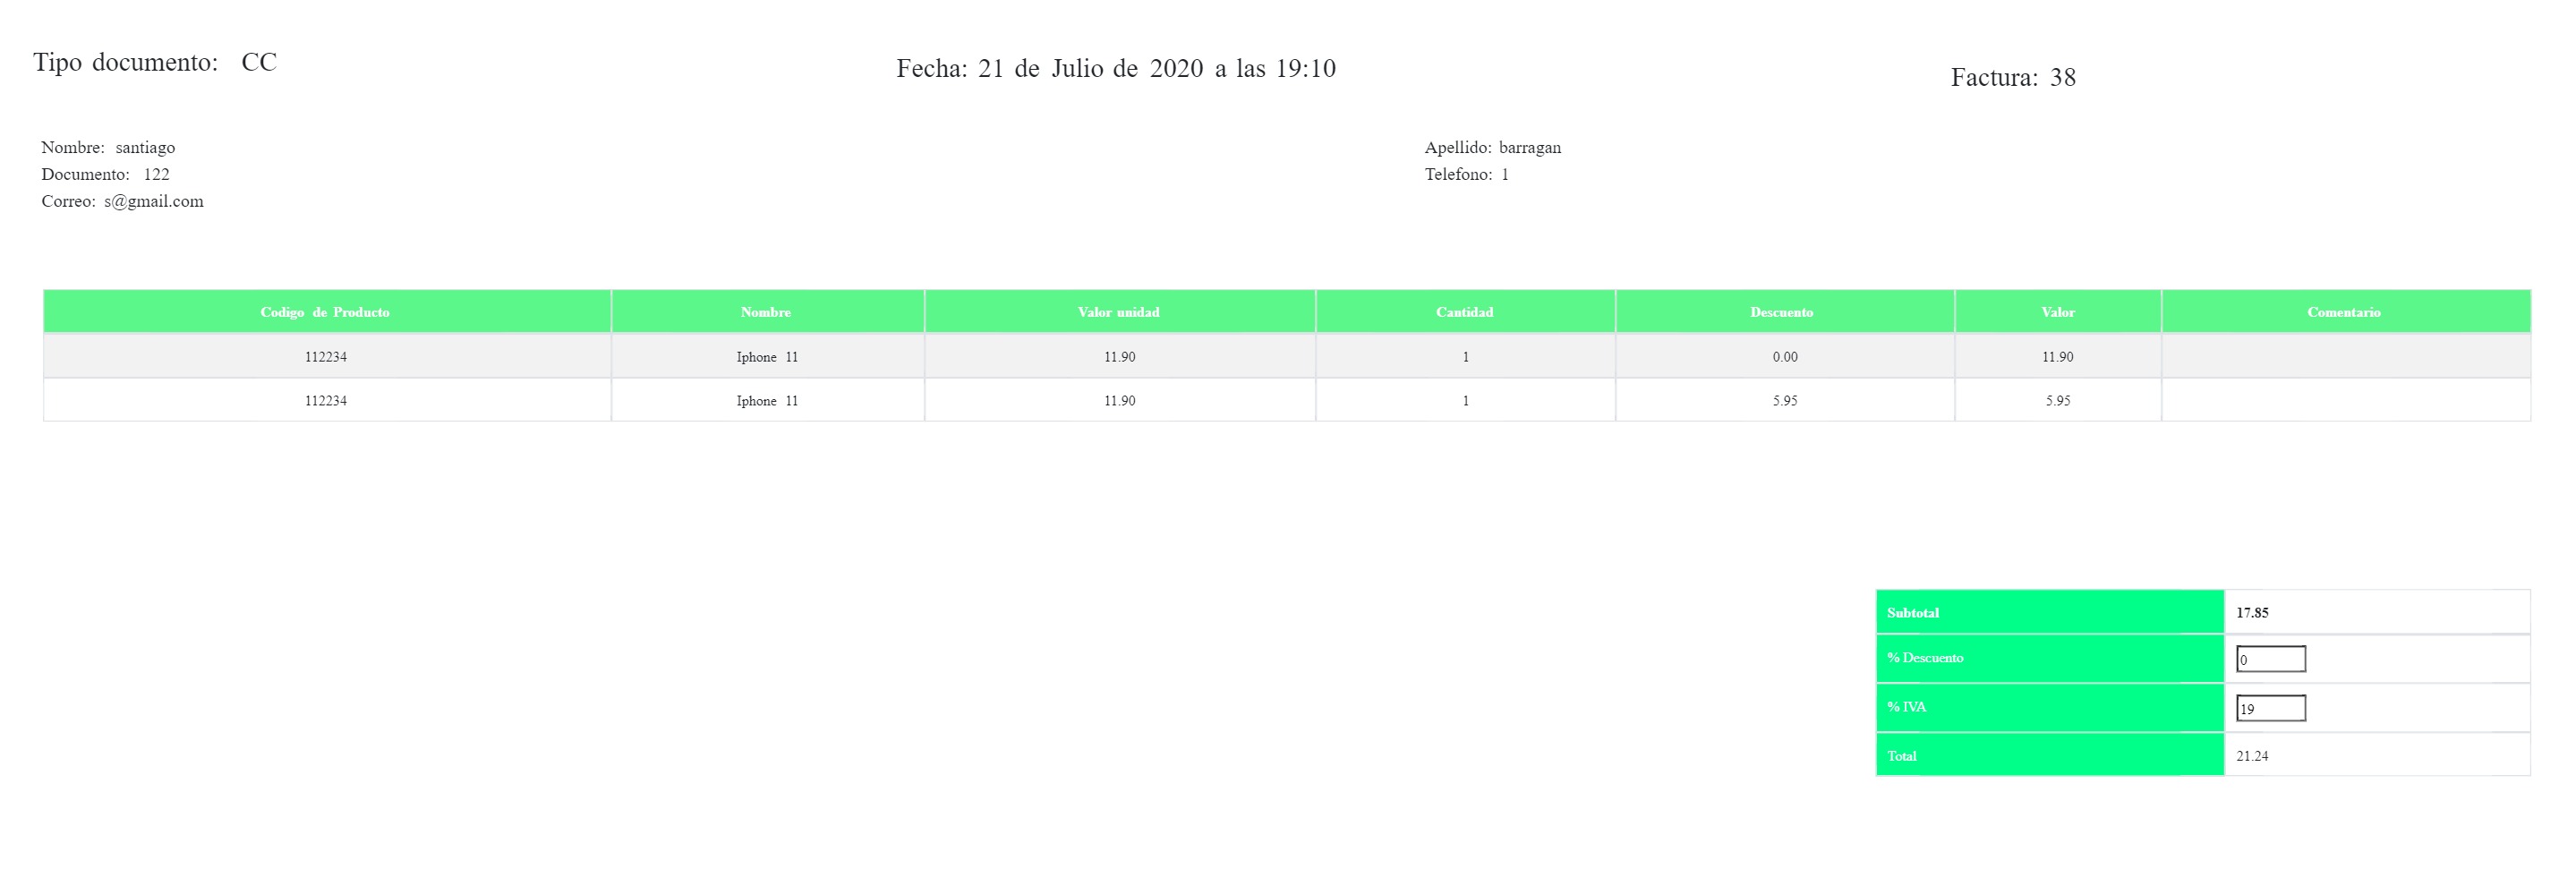 Tipo documento: CC
Fecha: 21 de Julio de 2020 a las 19:10
Factura: 38
Nombre: santiago
Apellido: barragan
Documento: 122
Telefono: 1
Correo: s@gmail.com
Codigo de Producto Nombre Valor unidad Cantidad Descuento Valor Comentario
112234 Iphone 11 11.90 1 0.00 11.90
112234 Iphone 11 11.90 1 5.95 5.95
Subtotal 17.85
% Descuento 0
% IVA 19
Total 21.24